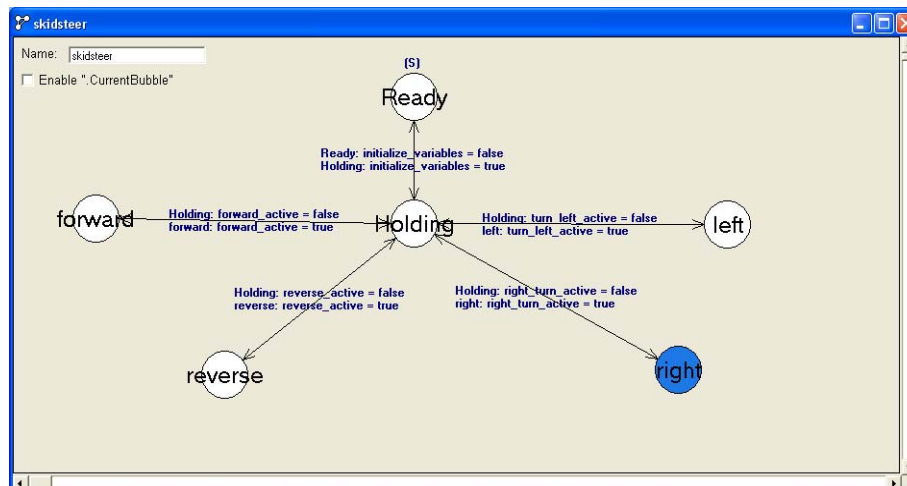 skidsteer
Name: skidsteer
Enable ".CurrentBubble"
(S)
Ready
Ready: initialize_variables = false
Holding: initialize_variables = true
forward
Holding: forward_active = false
forward: forward_active = true
Holding
Holding: turn_left_active = false
left: turn_left_active = true
left
Holding: reverse_active = false
reverse: reverse_active = true
Holding: right_turn_active = false
right: right_turn_active = true
reverse
right